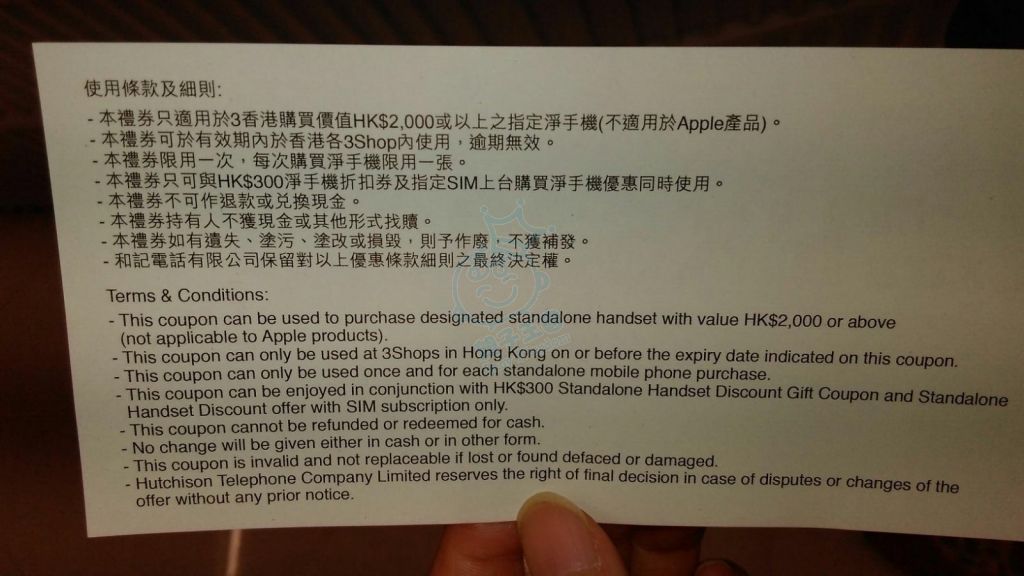 使用條款及細則:
- 本禮券只適用於3香港購買價值HK$2,000或以上之指定淨手機(不適用於Apple產品)。
- 本禮券可於有效期內於香港各3Shop內使用，逾期無效。
- 本禮券限用一次，每次購買淨手機限用一張。
- 本禮券只可與HK$300淨手機折扣券及指定SIM上台購買淨手機優惠同時使用。
- 本禮券不可作退款或兌換現金。
- 本禮券持有人不獲現金或其他形式找贖。
- 本禮券如有遺失、塗污、塗改或損毀，則予作廢，不獲補發。
- 和記電話有限公司保留對以上優惠條款細則之最終決定權。
Terms & Conditions:
- This coupon can be used to purchase designated standalone handset with value HK$2,000 or above
(not applicable to Apple products).
- This coupon can only be used at 3Shops in Hong Kong on or before the expiry date indicated on this coupon.
- This coupon can only be used once and for each standalone mobile phone purchase.
- This coupon can be enjoyed in conjunction with HK$300 Standalone Handset Discount Gift Coupon and Standalone
Handset Discount offer with SIM subscription only.
- This coupon cannot be refunded or redeemed for cash.
- No change will be given either in cash or in other form.
- This coupon is invalid and not replaceable if lost or found defaced or damaged.
- Hutchison Telephone Company Limited reserves the right of final decision in case of disputes or changes of the
offer without any prior notice.